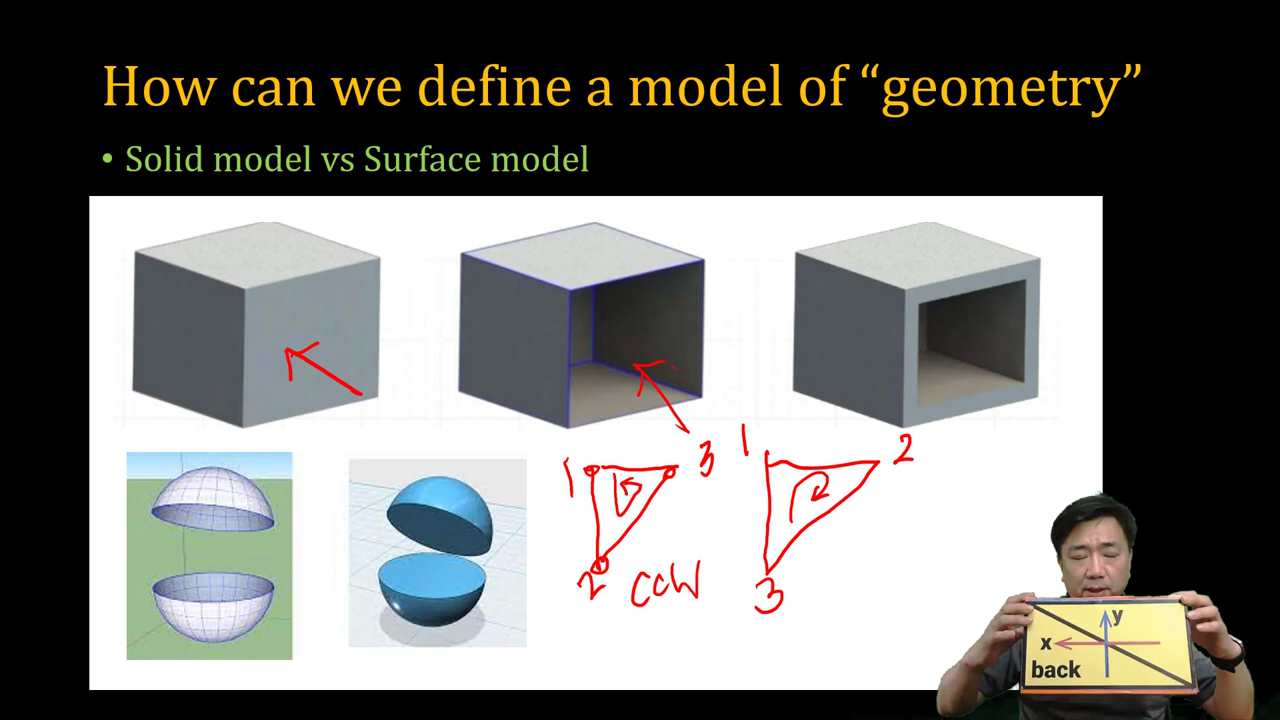 How can we define a model of “geometry”
• Solid model vs Surface model
1 3
2 CCW
1 2
3
y
x
back